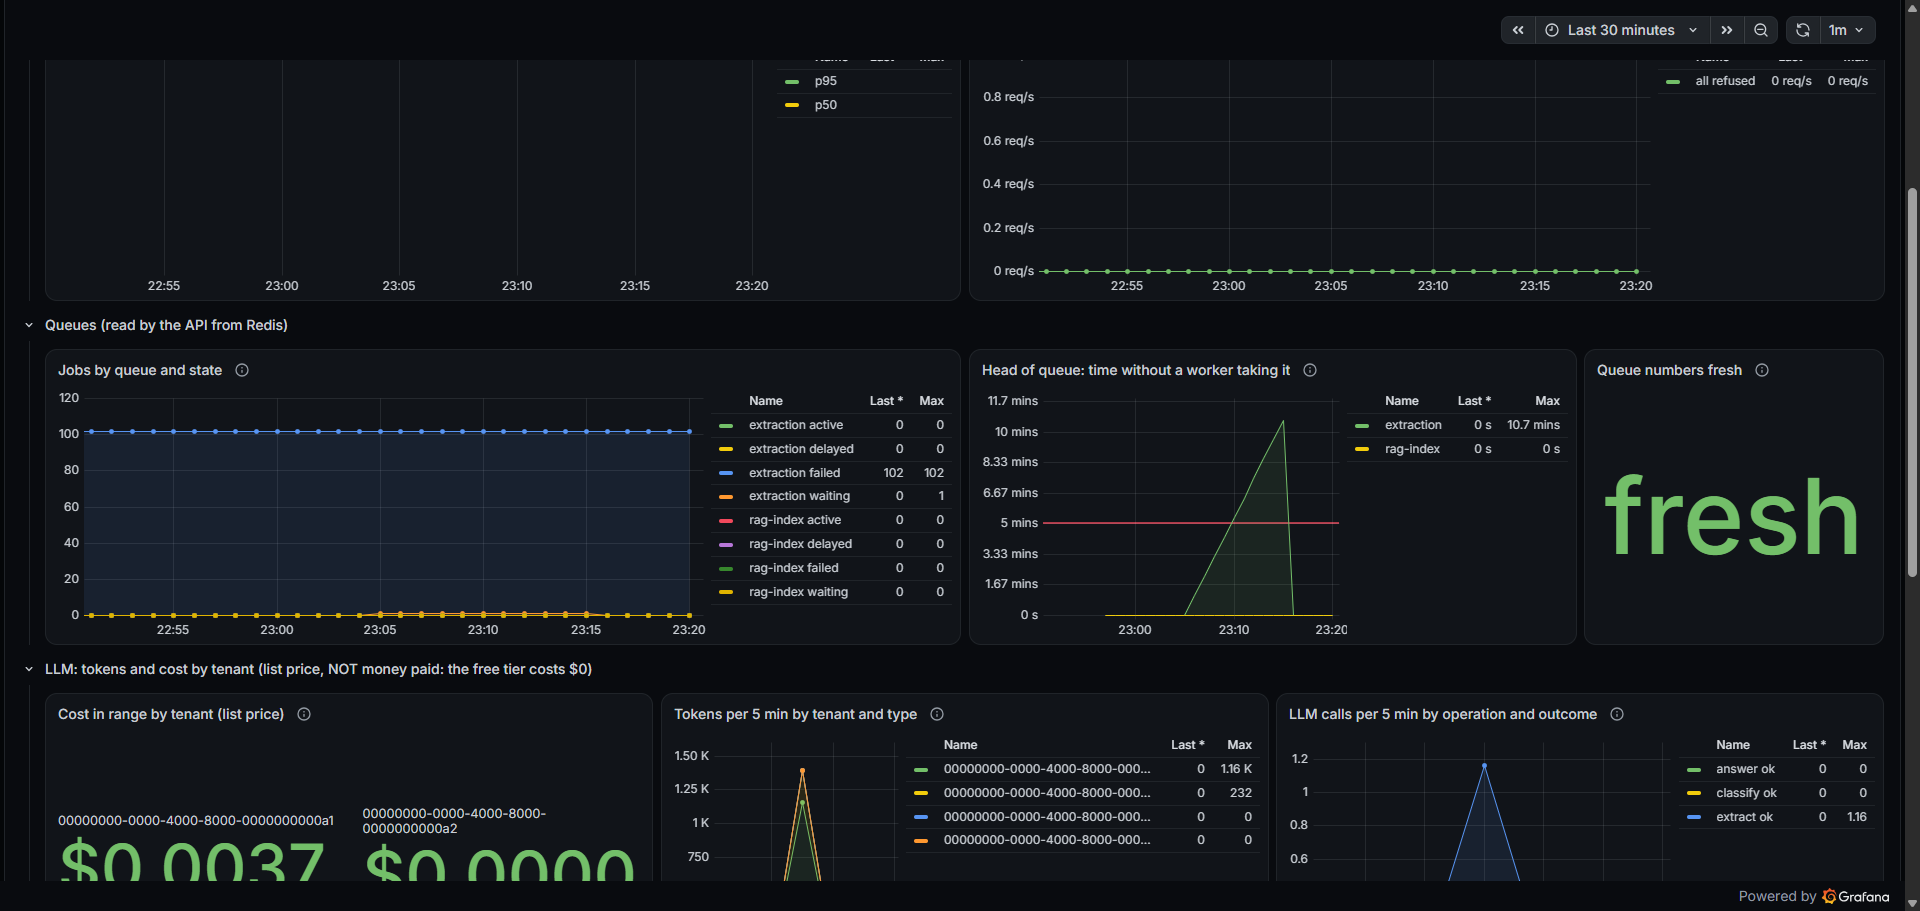 Last 30 minutes
1m
p95
p50
22:55 23:00 23:05 23:10 23:15 23:20
all refused 0 req/s 0 req/s
0.8 req/s
0.6 req/s
0.4 req/s
0.2 req/s
0 req/s
22:55 23:00 23:05 23:10 23:15 23:20
Queues (read by the API from Redis)
Jobs by queue and state
120
100
80
60
40
20
0
22:55 23:00 23:05 23:10 23:15 23:20
Name Last * Max
extraction active 0 0
extraction delayed 0 0
extraction failed 102 102
extraction waiting 0 1
rag-index active 0 0
rag-index delayed 0 0
rag-index failed 0 0
rag-index waiting 0 0
Head of queue: time without a worker taking it
11.7 mins
10 mins
8.33 mins
6.67 mins
5 mins
3.33 mins
1.67 mins
0 s
23:00 23:10 23:20
Name Last * Max
extraction 0 s 10.7 mins
rag-index 0 s 0 s
Queue numbers fresh
fresh
LLM: tokens and cost by tenant (list price, NOT money paid: the free tier costs $0)
Cost in range by tenant (list price)
00000000-0000-4000-8000-0000000000a1
$0.0037
00000000-0000-4000-8000-
0000000000a2
$0.0000
Tokens per 5 min by tenant and type
1.50 K
1.25 K
1 K
750
Name Last * Max
00000000-0000-4000-8000-000... 0 1.16 K
00000000-0000-4000-8000-000... 0 232
00000000-0000-4000-8000-000... 0 0
00000000-0000-4000-8000-000... 0 0
LLM calls per 5 min by operation and outcome
1.2
1
0.8
0.6
Name Last * Max
answer ok 0 0
classify ok 0 0
extract ok 0 1.16
Powered by Grafana